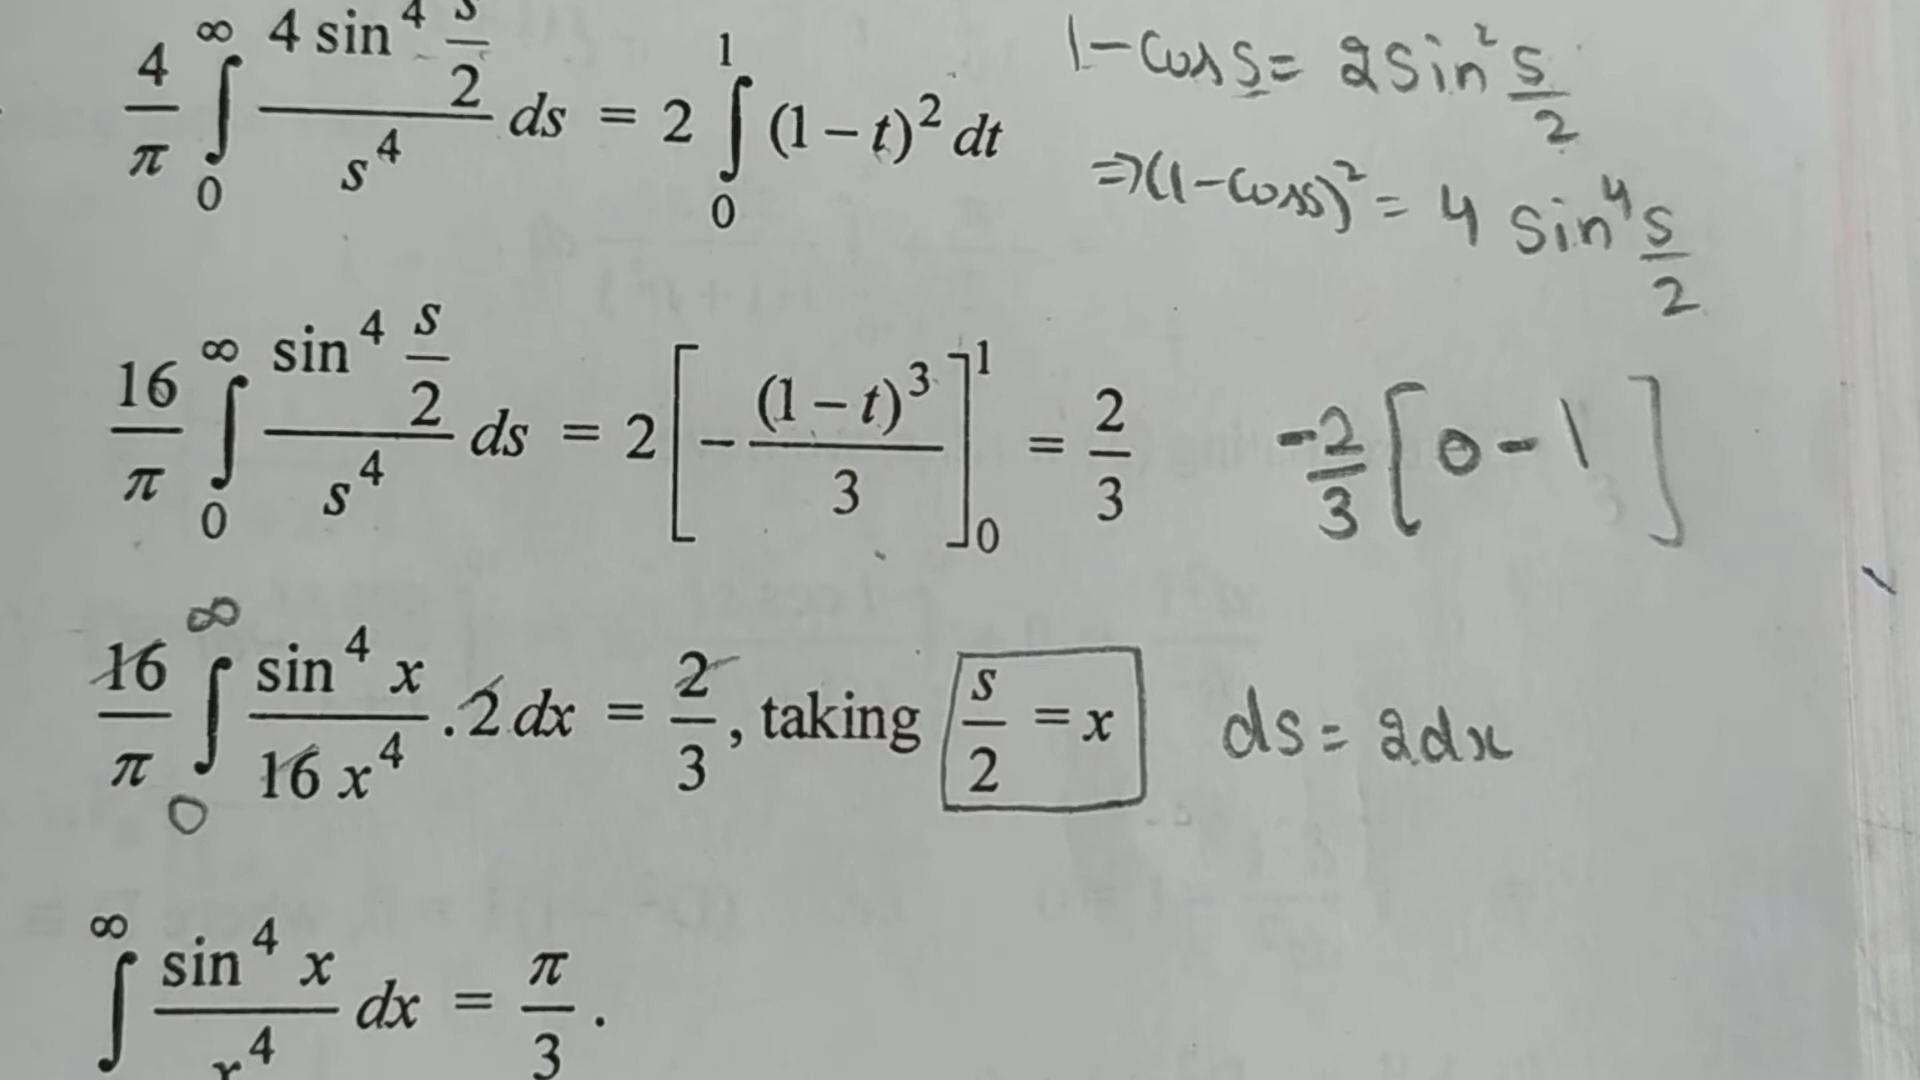 4/π ∫₀^∞ (4 sin⁴ s/2)/s⁴ ds = 2 ∫₀¹ (1 – t)² dt
1-cos s = 2 sin² s/2
⇒ (1-cos s)² = 4 sin⁴ s/2
16/π ∫₀^∞ (sin⁴ s/2)/s⁴ ds = 2[–(1 – t)³/3]₀¹ = 2/3
-2/3 [0-1]
16/π ∫₀^∞ (sin⁴ x)/(16 x⁴) .2 dx = 2/3, taking s/2 = x
ds = 2dx
∫^∞ (sin⁴ x)/x⁴ dx = π/3.